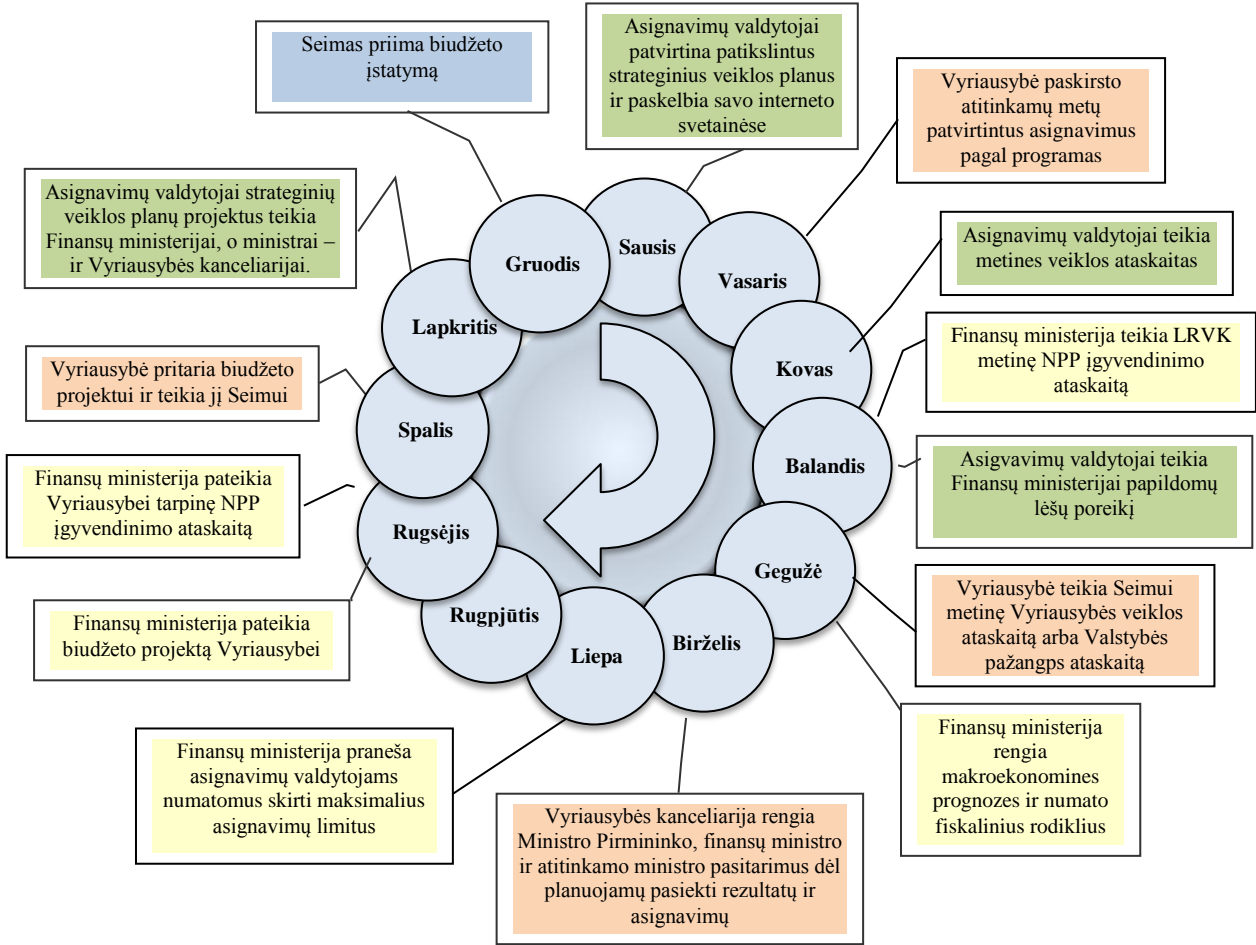 Seimas priima biudžeto
įstatymą
Asignavimų valdytojai
patvirtina patikslintus
strateginius veiklos planus
ir paskelbia savo interneto
svetainėse
Vyriausybė paskirsto
atitinkamų metų
patvirtintus asignavimus
pagal programas
Asignavimų valdytojai strateginių
veiklos planų projektus teikia
Finansų ministerijai, o ministrai –
ir Vyriausybės kanceliarijai.
Asignavimų valdytojai teikia
metines veiklos ataskaitas
Finansų ministerija teikia LRVK
metinę NPP įgyvendinimo
ataskaitą
Vyriausybė pritaria biudžeto
projektui ir teikia jį Seimui
Asigvavimų valdytojai teikia
Finansų ministerijai papildomų
lėšų poreikį
Finansų ministerija pateikia
Vyriausybei tarpinę NPP
įgyvendinimo ataskaitą
Vyriausybė teikia Seimui
metinę Vyriausybės veiklos
ataskaitą arba Valstybės
pažangps ataskaitą
Finansų ministerija pateikia
biudžeto projektą Vyriausybei
Finansų ministerija
rengia
makroekonomines
prognozes ir numato
fiskalinius rodiklius
Finansų ministerija praneša
asignavimų valdytojams
numatomus skirti maksimalius
asignavimų limitus
Vyriausybės kanceliarija rengia
Ministro Pirmininko, finansų ministro
ir atitinkamo ministro pasitarimus dėl
planuojamų pasiekti rezultatų ir
asignavimų
Sausis
Vasaris
Kovas
Balandis
Gegužė
Birželis
Liepa
Rugpjūtis
Rugsėjis
Spalis
Lapkritis
Gruodis